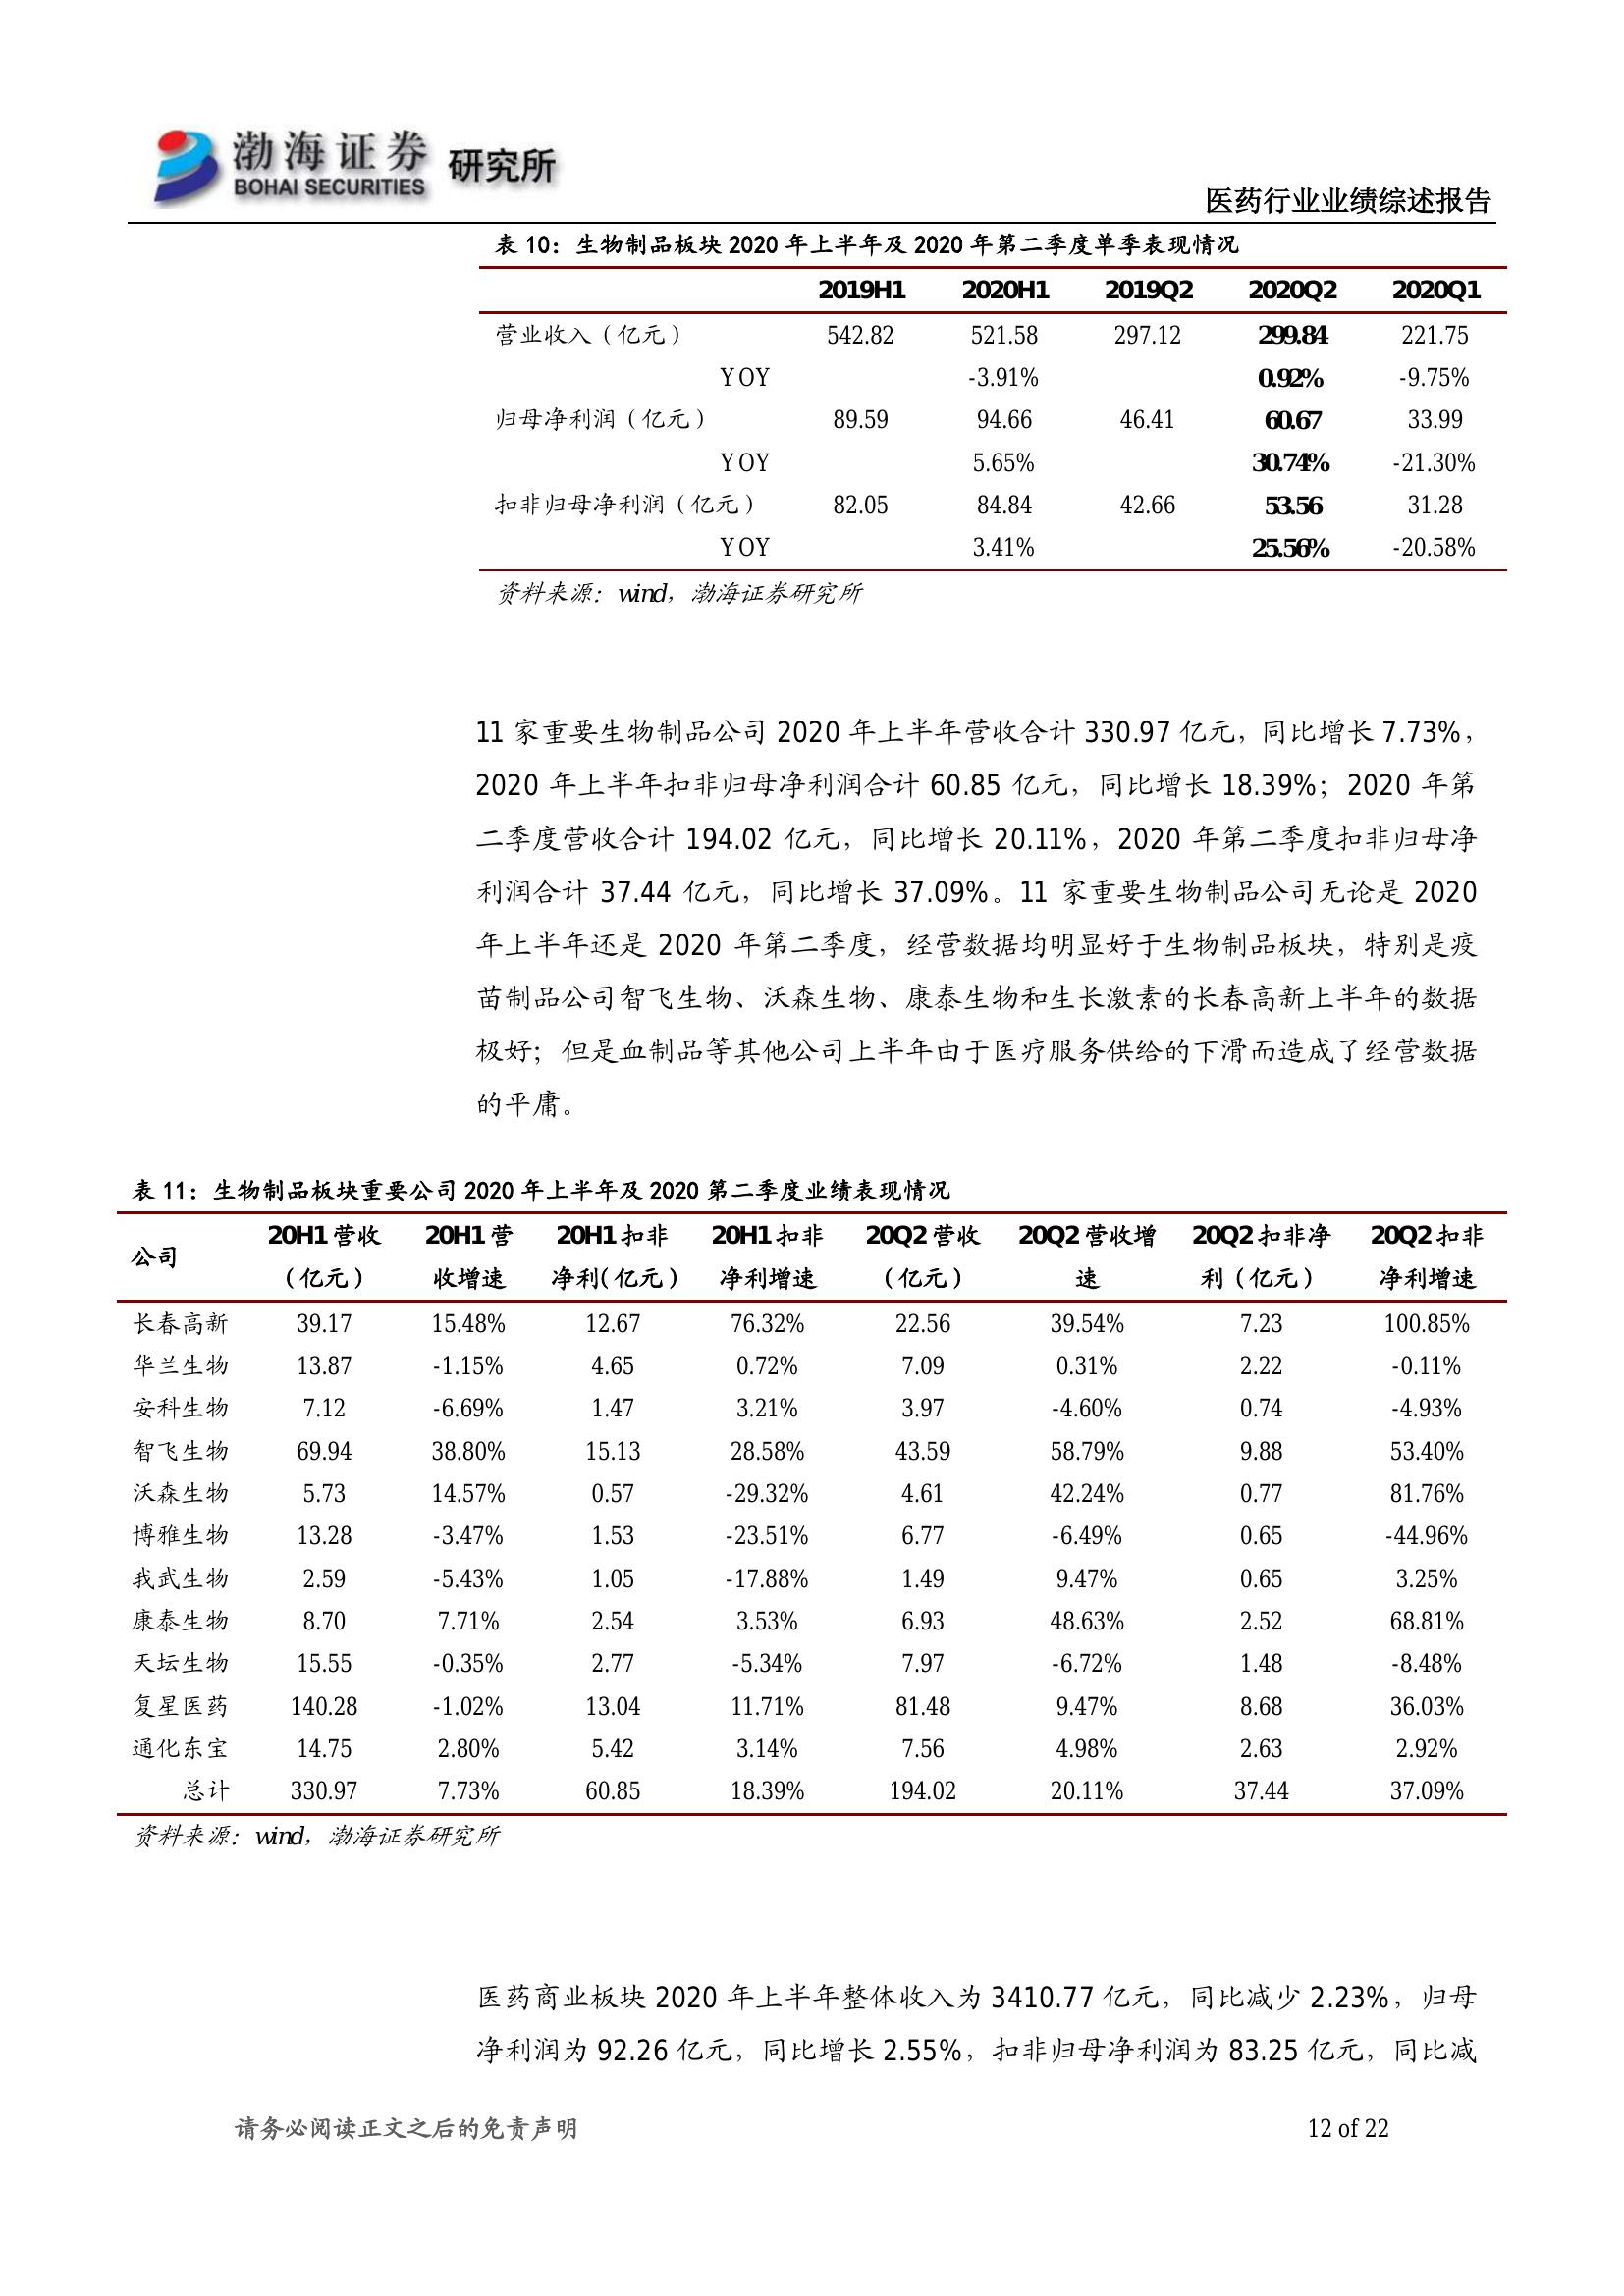 渤海证券 研究所
BOHAI SECURITIES
医药行业业绩综述报告
表 10：生物制品板块 2020 年上半年及 2020 年第二季度单季表现情况
2019H1 2020H1 2019Q2 2020Q2 2020Q1
营业收入（亿元） 542.82 521.58 297.12 299.84 221.75
YOY -3.91% 0.92% -9.75%
归母净利润（亿元） 89.59 94.66 46.41 60.67 33.99
YOY 5.65% 30.74% -21.30%
扣非归母净利润（亿元） 82.05 84.84 42.66 53.56 31.28
YOY 3.41% 25.56% -20.58%
资料来源：wind，渤海证券研究所
11 家重要生物制品公司 2020 年上半年营收合计 330.97 亿元，同比增长 7.73%，
2020 年上半年扣非归母净利润合计 60.85 亿元，同比增长 18.39%；2020 年第
二季度营收合计 194.02 亿元，同比增长 20.11%，2020 年第二季度扣非归母净
利润合计 37.44 亿元，同比增长 37.09%。11 家重要生物制品公司无论是 2020
年上半年还是 2020 年第二季度，经营数据均明显好于生物制品板块，特别是疫
苗制品公司智飞生物、沃森生物、康泰生物和生长激素的长春高新上半年的数据
极好；但是血制品等其他公司上半年由于医疗服务供给的下滑而造成了经营数据
的平庸。
表 11：生物制品板块重要公司 2020 年上半年及 2020 第二季度业绩表现情况
公司 20H1 营收（亿元） 20H1 营收增速 20H1 扣非净利（亿元） 20H1 扣非净利增速 20Q2 营收（亿元） 20Q2 营收增速 20Q2 扣非净利（亿元） 20Q2 扣非净利增速
长春高新 39.17 15.48% 12.67 76.32% 22.56 39.54% 7.23 100.85%
华兰生物 13.87 -1.15% 4.65 0.72% 7.09 0.31% 2.22 -0.11%
安科生物 7.12 -6.69% 1.47 3.21% 3.97 -4.60% 0.74 -4.93%
智飞生物 69.94 38.80% 15.13 28.58% 43.59 58.79% 9.88 53.40%
沃森生物 5.73 14.57% 0.57 -29.32% 4.61 42.24% 0.77 81.76%
博雅生物 13.28 -3.47% 1.53 -23.51% 6.77 -6.49% 0.65 -44.96%
我武生物 2.59 -5.43% 1.05 -17.88% 1.49 9.47% 0.65 3.25%
康泰生物 8.70 7.71% 2.54 3.53% 6.93 48.63% 2.52 68.81%
天坛生物 15.55 -0.35% 2.77 -5.34% 7.97 -6.72% 1.48 -8.48%
复星医药 140.28 -1.02% 13.04 11.71% 81.48 9.47% 8.68 36.03%
通化东宝 14.75 2.80% 5.42 3.14% 7.56 4.98% 2.63 2.92%
总计 330.97 7.73% 60.85 18.39% 194.02 20.11% 37.44 37.09%
资料来源：wind，渤海证券研究所
医药商业板块 2020 年上半年整体收入为 3410.77 亿元，同比减少 2.23%，归母
净利润为 92.26 亿元，同比增长 2.55%，扣非归母净利润为 83.25 亿元，同比减
请务必阅读正文之后的免责声明 12 of 22